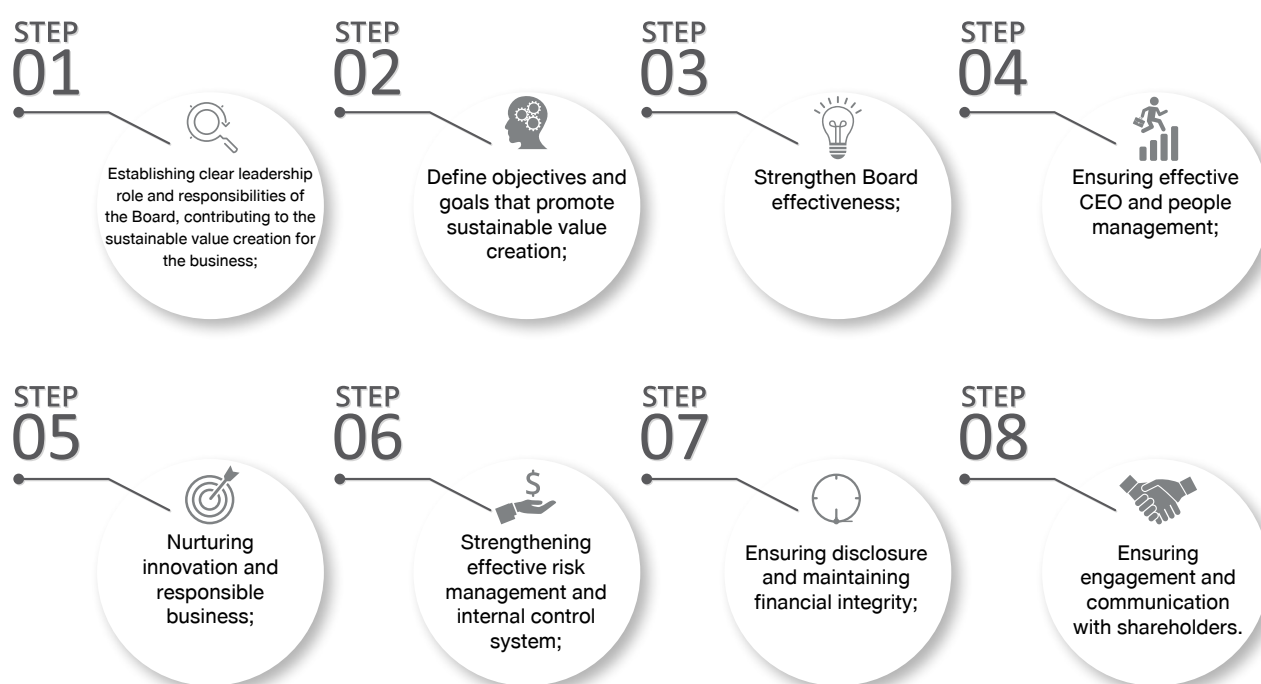 STEP
01
Establishing clear leadership
role and responsibilities of
the Board, contributing to the
sustainable value creation for
the business;
STEP
02
Define objectives and
goals that promote
sustainable value
creation;
STEP
03
Strengthen Board
effectiveness;
STEP
04
Ensuring effective
CEO and people
management;
STEP
05
Nurturing
innovation and
responsible
business;
STEP
06
$
Strengthening
effective risk
management and
internal control
system;
STEP
07
Ensuring disclosure
and maintaining
financial integrity;
STEP
08
Ensuring
engagement and
communication
with shareholders.